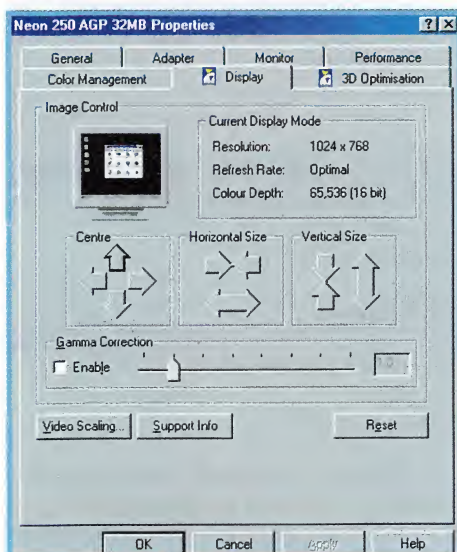 Neon 250 AGP 32MB Properties
General Adapter Monitor Performance
Color Management Display 3D Optimisation
Image Control
Current Display Mode
Resolution: 1024 x 768
Refresh Rate: Optimal
Colour Depth: 65,536 (16 bit)
Centre Horizontal Size Vertical Size
Gamma Correction
Enable 1.0
Video Scaling... Support Info Reset
OK Cancel Apply Help